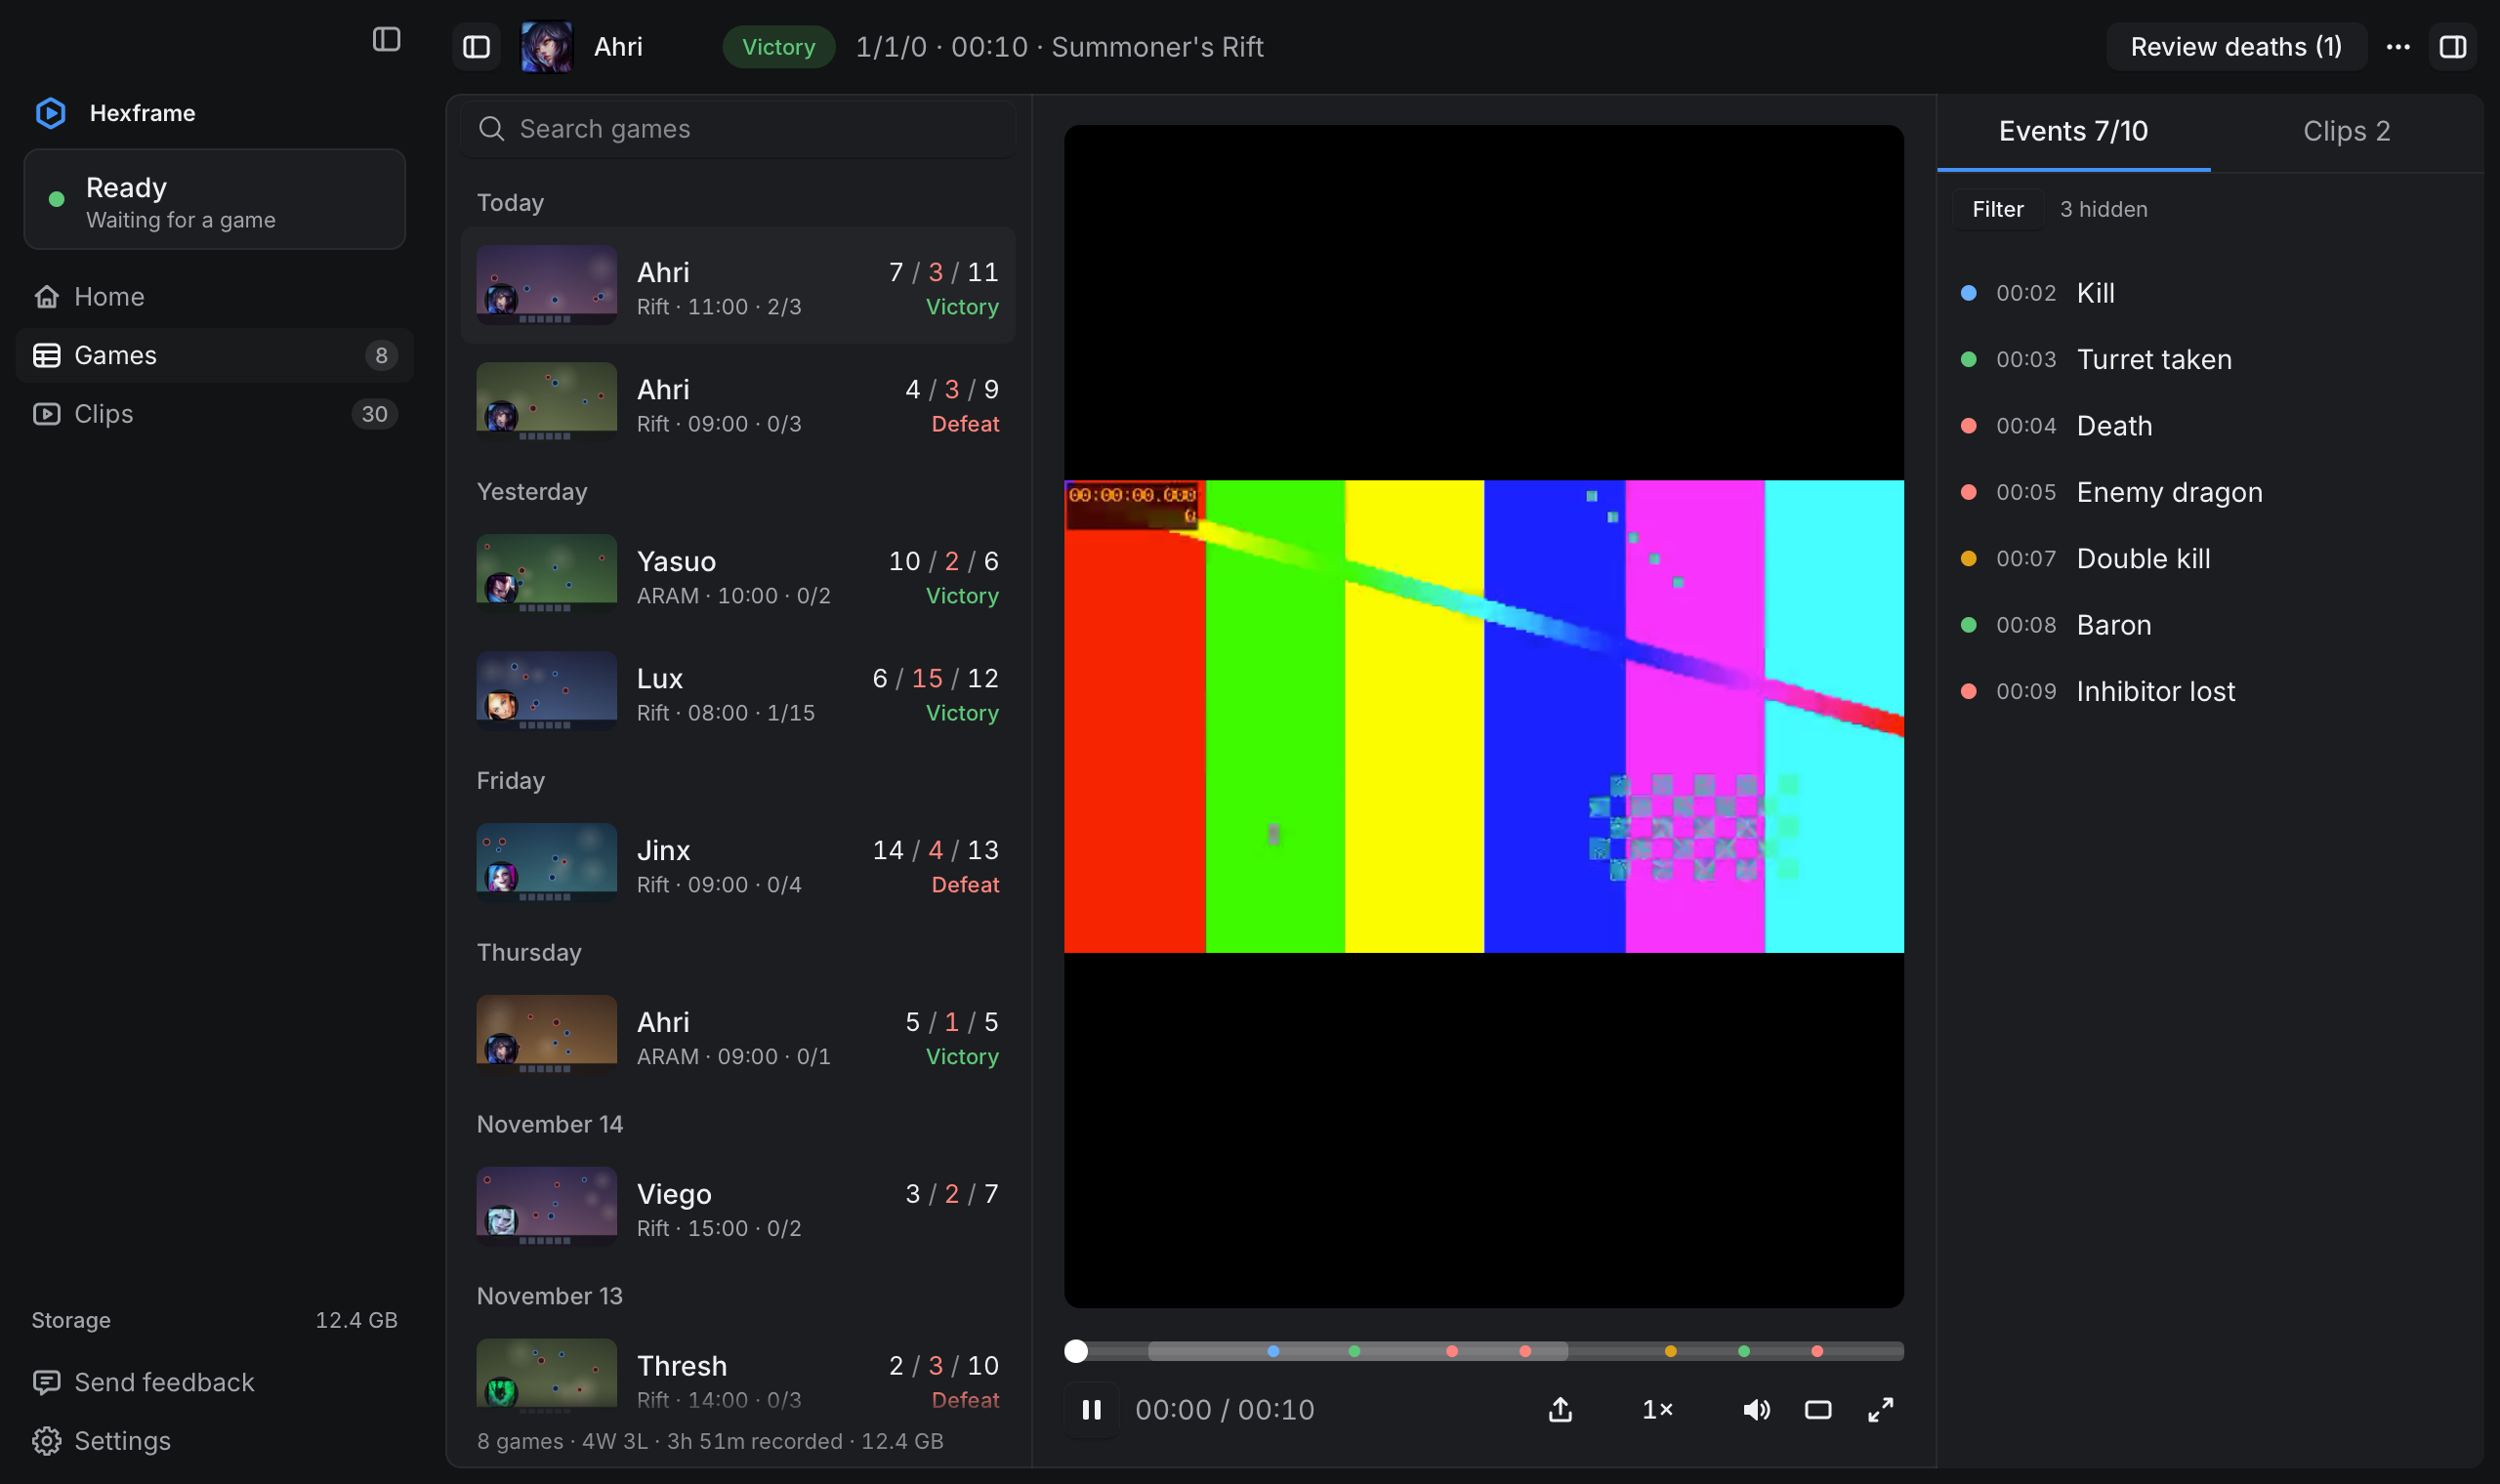 Hexframe
Ready
Waiting for a game
Home
Games 8
Clips 30
Storage 12.4 GB
Send feedback
Settings
Ahri Victory 1/1/0 · 00:10 · Summoner's Rift
Review deaths (1)
Search games
Today
Ahri 7 / 3 / 11
Rift · 11:00 · 2/3 Victory
Ahri 4 / 3 / 9
Rift · 09:00 · 0/3 Defeat
Yesterday
Yasuo 10 / 2 / 6
ARAM · 10:00 · 0/2 Victory
Lux 6 / 15 / 12
Rift · 08:00 · 1/15 Victory
Friday
Jinx 14 / 4 / 13
Rift · 09:00 · 0/4 Defeat
Thursday
Ahri 5 / 1 / 5
ARAM · 09:00 · 0/1 Victory
November 14
Viego 3 / 2 / 7
Rift · 15:00 · 0/2
November 13
Thresh 2 / 3 / 10
Rift · 14:00 · 0/3 Defeat
8 games · 4W 3L · 3h 51m recorded · 12.4 GB
00:00:00.000
0
00:00 / 00:10
1×
Events 7/10 Clips 2
Filter 3 hidden
00:02 Kill
00:03 Turret taken
00:04 Death
00:05 Enemy dragon
00:07 Double kill
00:08 Baron
00:09 Inhibitor lost